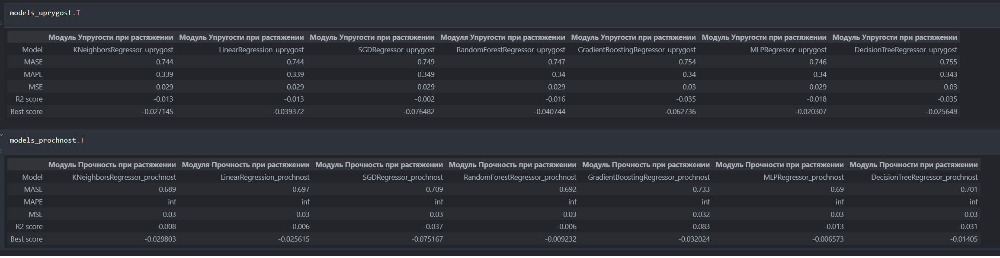 models_uprygost.T
Модуль Упругости при растяжении Модуль Упругости при растяжении Модуль Упругости при растяжении Модуля Упругости при растяжении Модуль Упругости при растяжении Модуль Упругости при растяжении Модуль Упругости при растяжении
Model KNeighborsRegressor_uprygost LinearRegression_uprygost SGDRegressor_uprygost RandomForestRegressor_uprygost GradientBoostingRegressor_uprygost MLPRegressor_uprygost DecisionTreeRegressor_uprygost
MASE 0.744 0.744 0.749 0.747 0.754 0.746 0.755
MAPE 0.339 0.339 0.349 0.34 0.34 0.34 0.343
MSE 0.029 0.029 0.029 0.029 0.03 0.029 0.03
R2 score -0.013 -0.013 -0.002 -0.016 -0.035 -0.018 -0.035
Best score -0.027145 -0.039372 -0.076482 -0.040744 -0.062736 -0.020307 -0.025649
models_prochnost.T
Модуль Прочность при растяжении Модуля Прочность при растяжении Модуль Прочность при растяжении Модуль Прочность при растяжении Модуль Прочность при растяжении Модуль Прочности при растяжении Модуль Прочности при растяжении
Model KNeighborsRegressor_prochnost LinearRegression_prochnost SGDRegressor_prochnost RandomForestRegressor_prochnost GradientBoostingRegressor_prochnost MLPRegressor_prochnost DecisionTreeRegressor_prochnost
MASE 0.689 0.697 0.709 0.692 0.733 0.69 0.701
MAPE inf inf inf inf inf inf inf
MSE 0.03 0.03 0.03 0.03 0.032 0.03 0.03
R2 score -0.008 -0.006 -0.037 -0.006 -0.083 -0.013 -0.031
Best score -0.029803 -0.025615 -0.075167 -0.009232 -0.032024 -0.006573 -0.01405